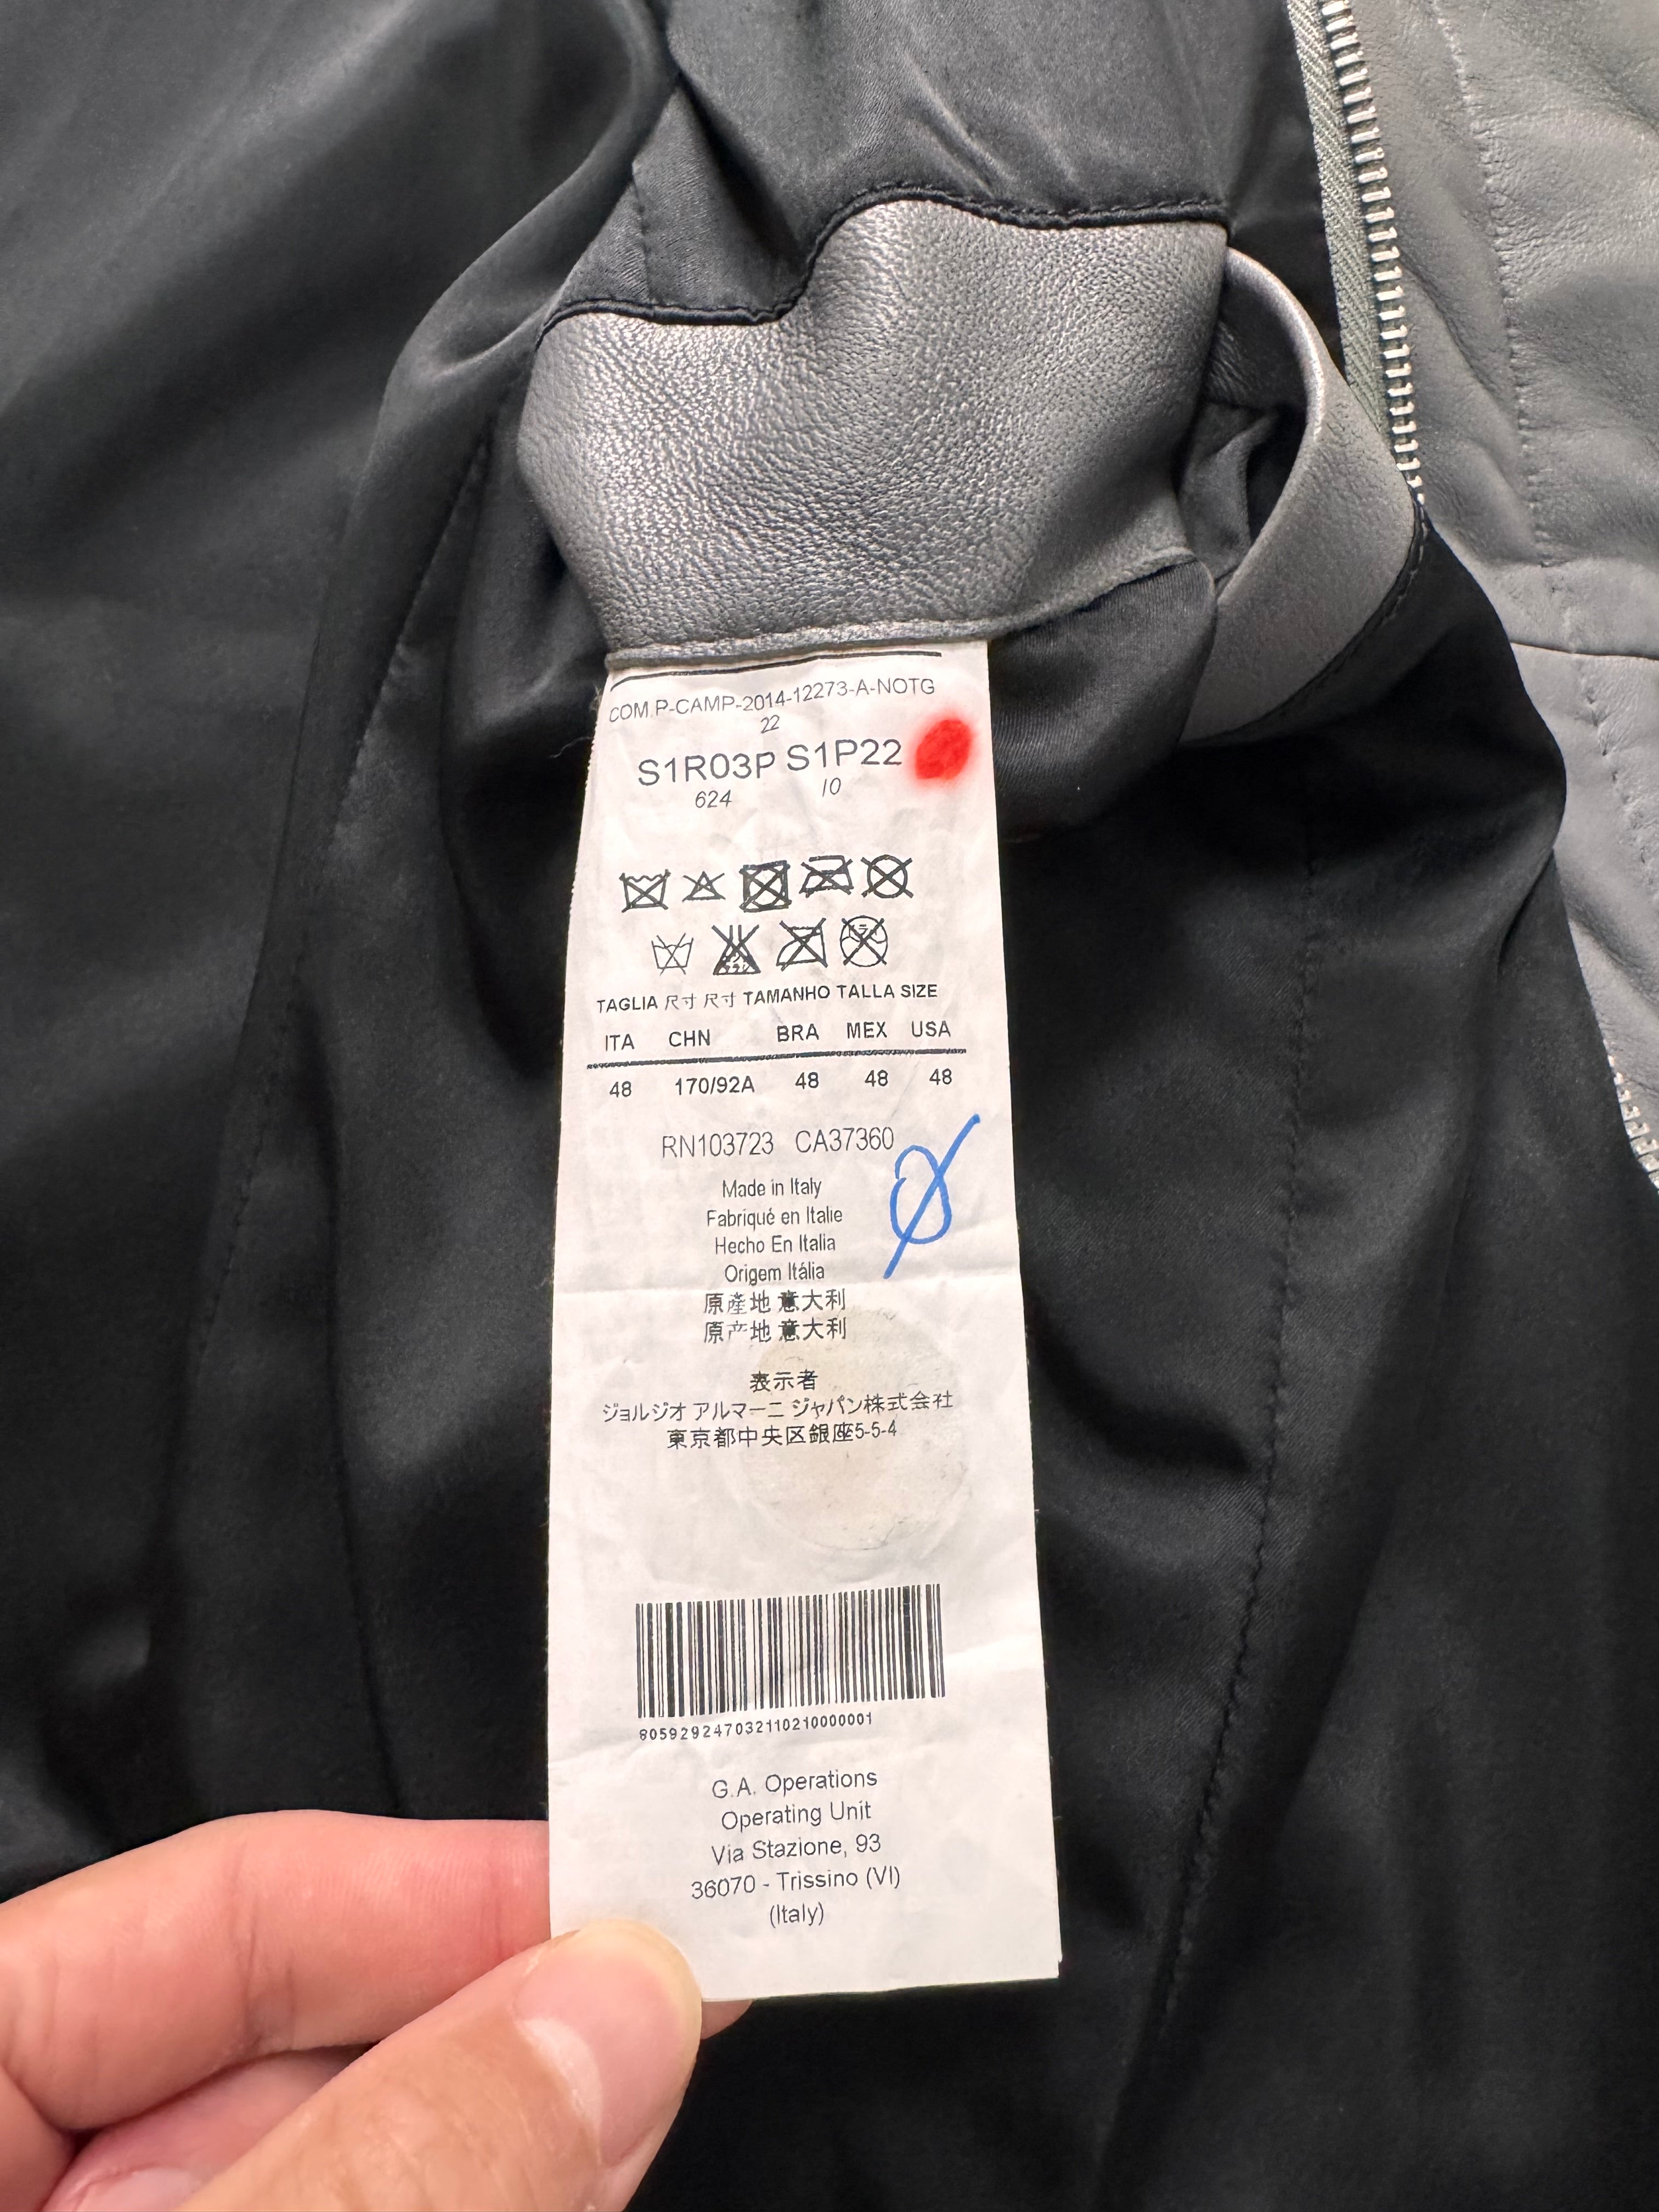 COM.P-CAMP-2014-12273-A-NOTG
22
S1R03P S1P22
624 10
TAGLIA 尺寸 尺寸 TAMANHO TALLA SIZE
ITA CHN BRA MEX USA
48 170/92A 48 48 48
RN103723 CA37360
Made in Italy
Fabriqué en Italie
Hecho En Italia
Origem Itália
原產地 意大利
原产地 意大利
表示者
ジョルジオ アルマーニ ジャパン株式会社
東京都中央区銀座5-5-4
805929247032110210000001
G.A. Operations
Operating Unit
Via Stazione, 93
36070 - Trissino (VI)
(Italy)